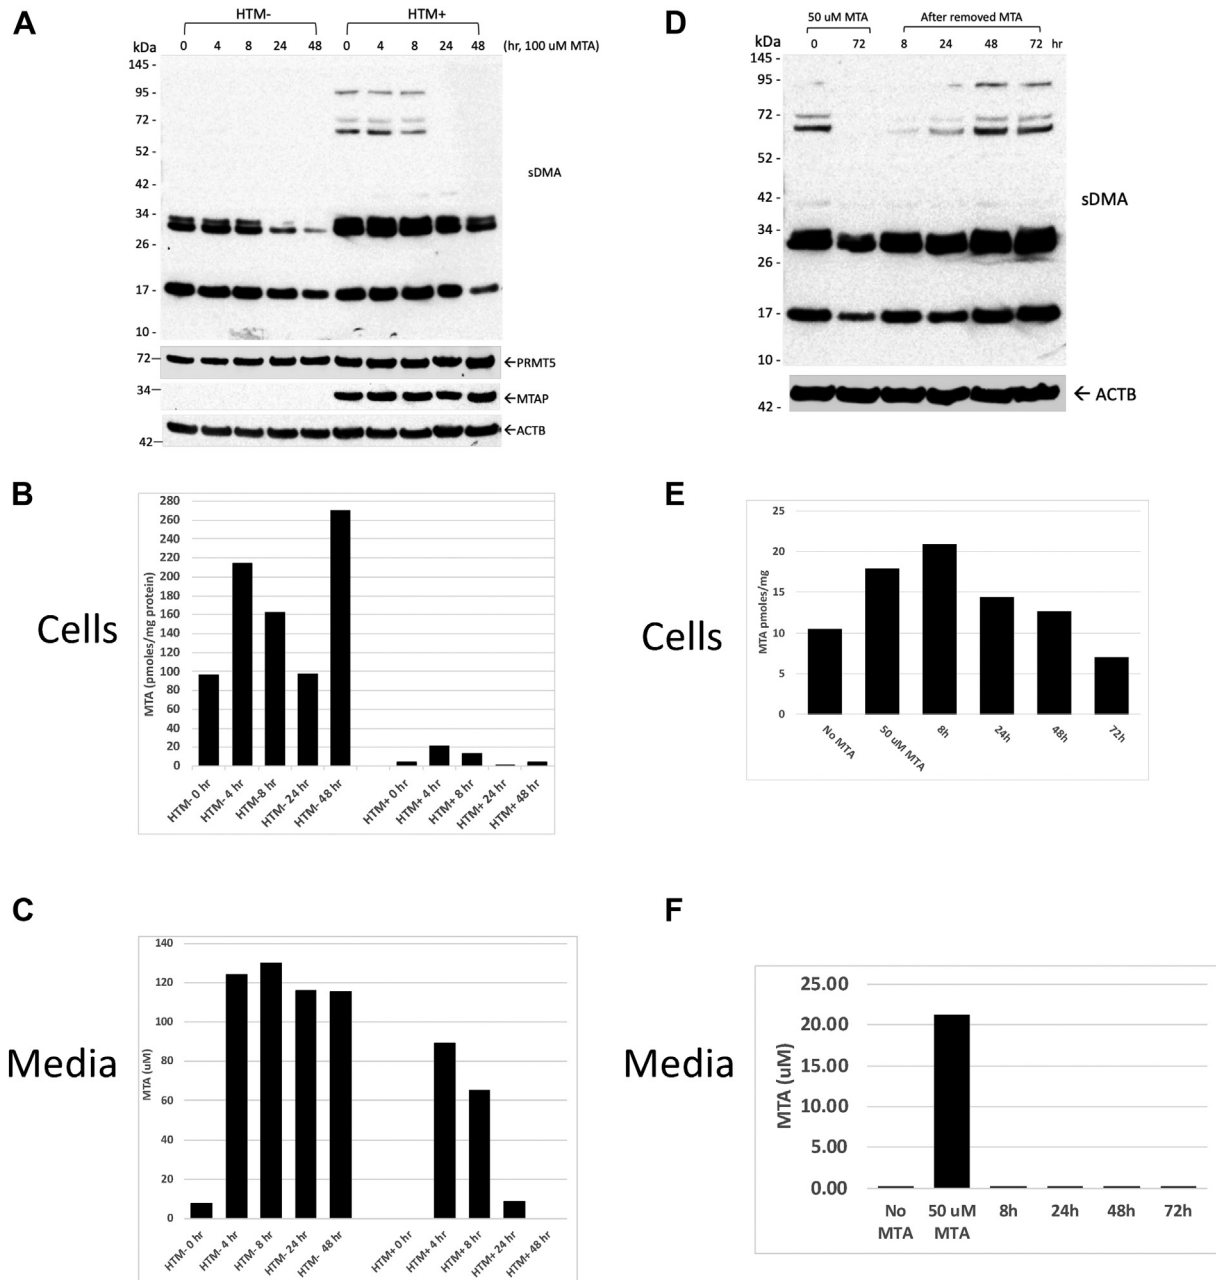 A
HTM-
HTM+
kDa
0 4 8 24 48 0 4 8 24 48 (hr, 100 uM MTA)
145 -
95 -
72 -
52 -
42 -
34 -
26 -
17 -
10 -
sDMA
72
←PRMT5
34
←MTAP
42
←ACTB
D
50 uM MTA
After removed MTA
kDa
0 72 8 24 48 72 hr
145 -
95 -
72 -
52 -
42 -
34 -
26 -
17 -
10 -
sDMA
42 -
← ACTB
B
Cells
MTA (pmoles/mg protein)
280
260
240
220
200
180
160
140
120
100
80
60
40
20
0
HTM- 0 hr
HTM- 4 hr
HTM-8 hr
HTM- 24 hr
HTM- 48 hr
HTM+ 0 hr
HTM+ 4 hr
HTM+ 8 hr
HTM+ 24 hr
HTM+ 48 hr
E
Cells
MTA pmoles/mg
25
20
15
10
5
0
No MTA
50 uM MTA
8h
24h
48h
72h
C
Media
MTA (uM)
140
120
100
80
60
40
20
0
HTM- 0 hr
HTM- 4 hr
HTM- 8 hr
HTM- 24 hr
HTM- 48 hr
HTM+ 0 hr
HTM+ 4 hr
HTM+ 8 hr
HTM+ 24 hr
HTM+ 48 hr
F
Media
MTA (uM)
25.00
20.00
15.00
10.00
5.00
0.00
No MTA
50 uM MTA
8h
24h
48h
72h